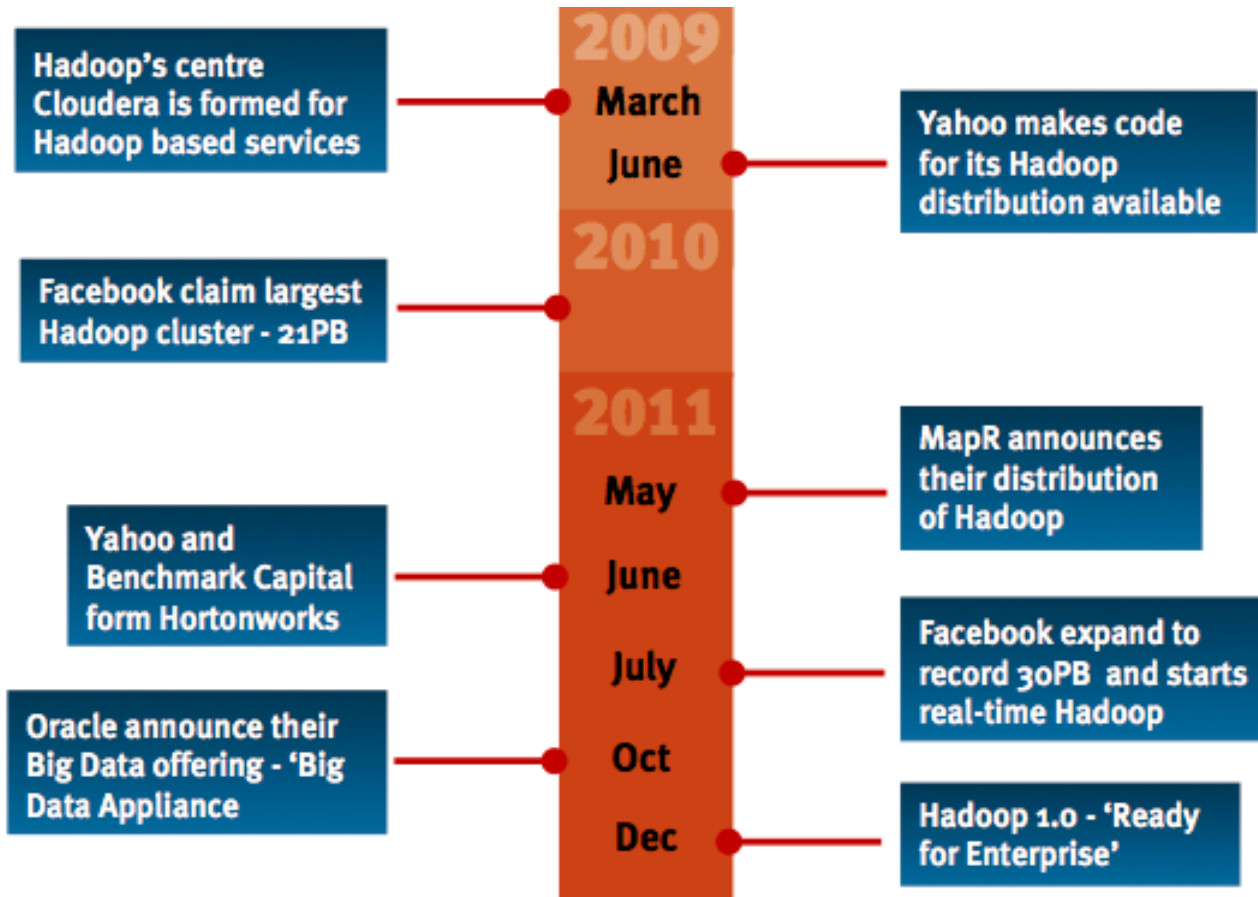 2009
Hadoop's centre
Cloudera is formed for
Hadoop based services
March
June
Yahoo makes code
for its Hadoop
distribution available
2010
Facebook claim largest
Hadoop cluster - 21PB
2011
May
MapR announces
their distribution
of Hadoop
Yahoo and
Benchmark Capital
form Hortonworks
June
July
Facebook expand to
record 30PB and starts
real-time Hadoop
Oracle announce their
Big Data offering - ‘Big
Data Appliance
Oct
Dec
Hadoop 1.0 - ‘Ready
for Enterprise’